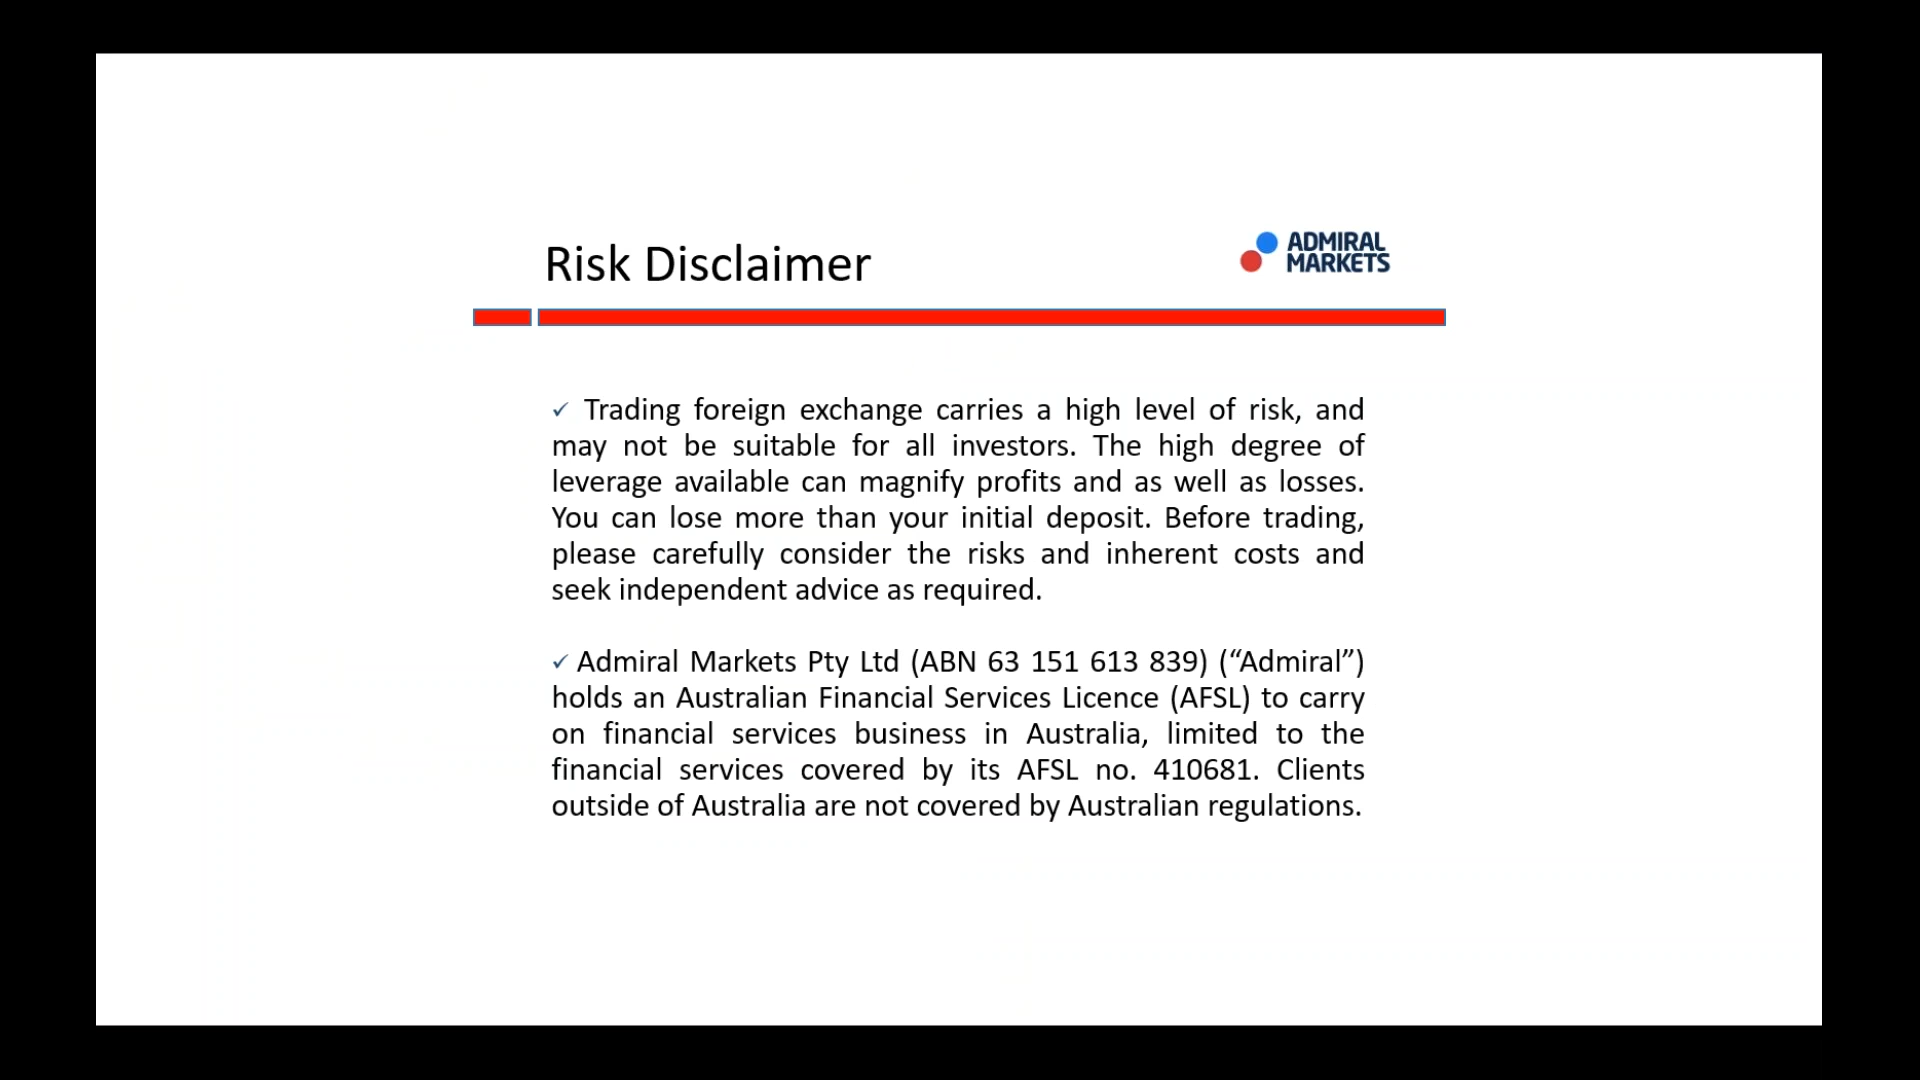 Risk Disclaimer
ADMIRAL
MARKETS
✓ Trading foreign exchange carries a high level of risk, and
may not be suitable for all investors. The high degree of
leverage available can magnify profits and as well as losses.
You can lose more than your initial deposit. Before trading,
please carefully consider the risks and inherent costs and
seek independent advice as required.
✓ Admiral Markets Pty Ltd (ABN 63 151 613 839) (“Admiral”)
holds an Australian Financial Services Licence (AFSL) to carry
on financial services business in Australia, limited to the
financial services covered by its AFSL no. 410681. Clients
outside of Australia are not covered by Australian regulations.